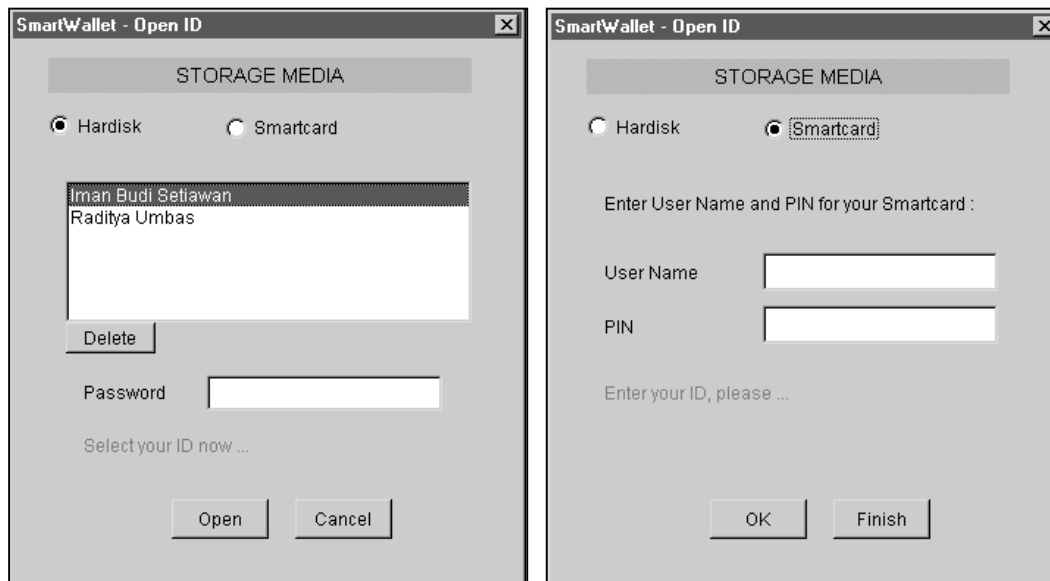 SmartWallet - Open ID
STORAGE MEDIA
Hardisk Smartcard
Iman Budi Setiawan
Raditya Umbas
Delete
Password
Select your ID now ...
Open Cancel
SmartWallet - Open ID
STORAGE MEDIA
Hardisk Smartcard
Enter User Name and PIN for your Smartcard :
User Name
PIN
Enter your ID, please ...
OK Finish